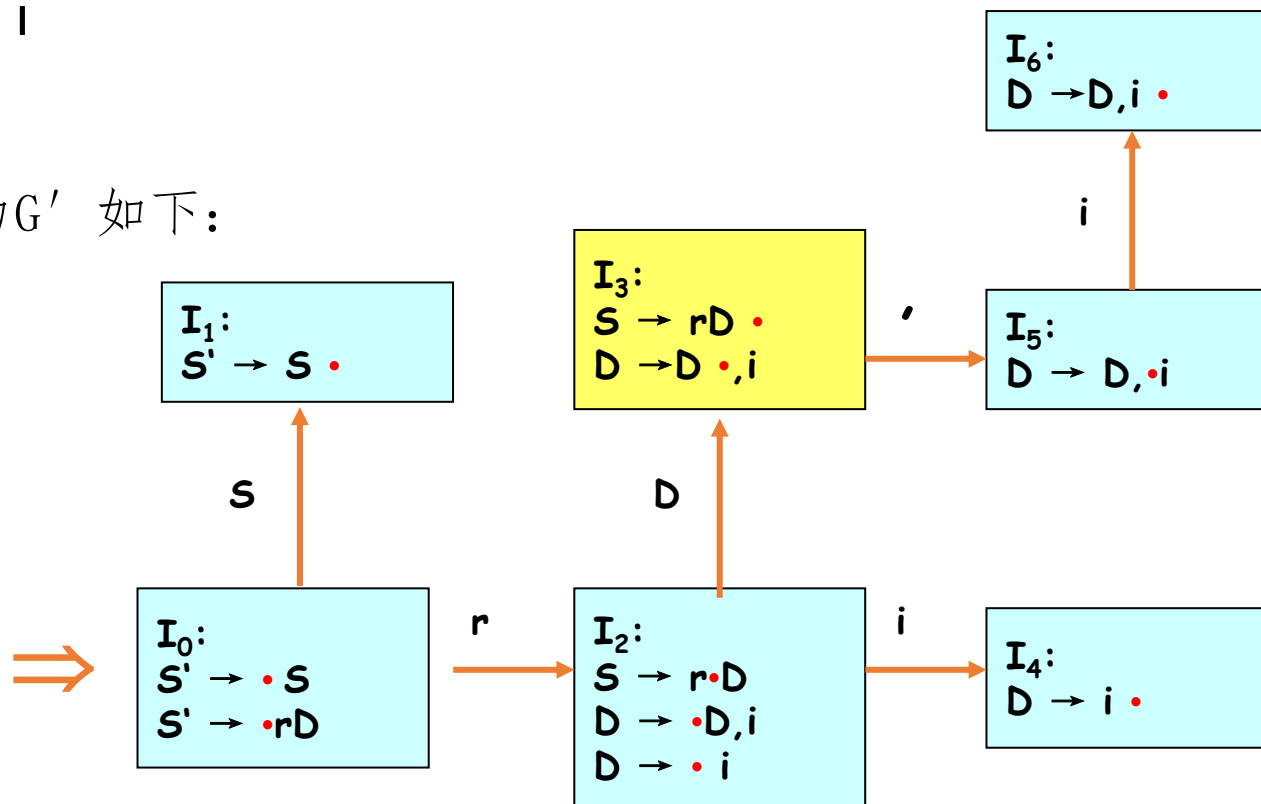 I₆:
D →D,i •
G′ 如下:
i
I₃:
S → rD •
D →D •,i
,
I₁:
S' → S •
I₅:
D → D,•i
S
D
r
i
I₀:
S' → • S
S' → •rD
I₂:
S → r•D
D → •D,i
D → • i
I₄:
D → i •